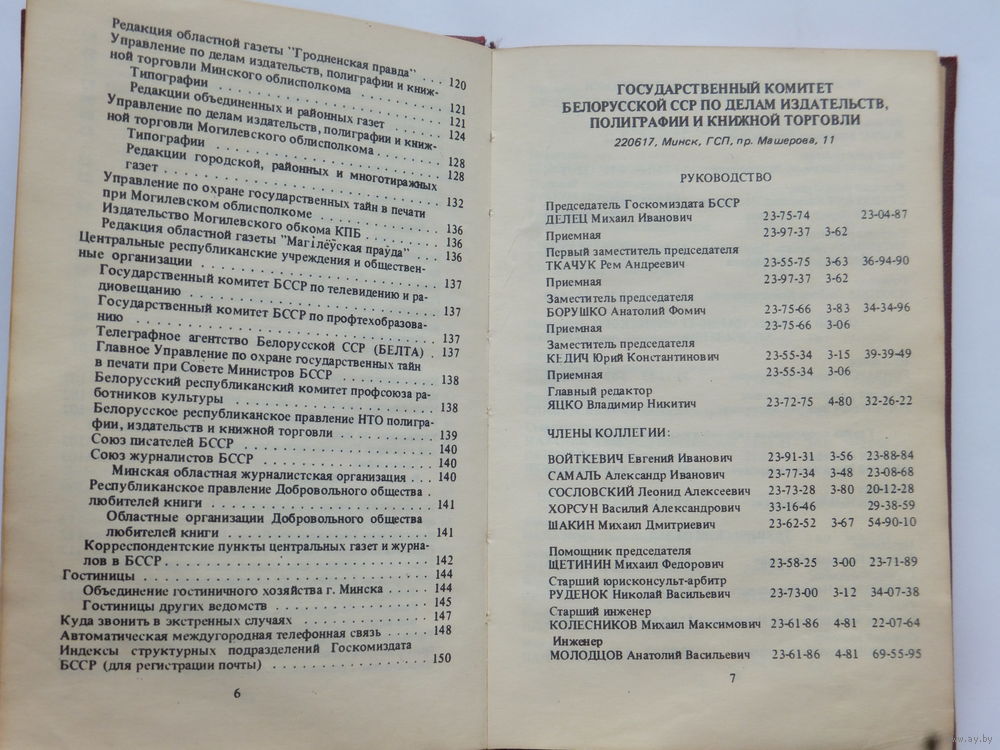 Редакция областной газеты "Гродненская правда" . . . 120
Управление по делам издательств, полиграфии и книж-
ной торговли Минского облисполкома . . . 121
Типографии . . . 121
Редакции объединенных и районных газет . . . 124
Управление по делам издательств, полиграфии и книж-
ной торговли Могилевского облисполкома . . . 128
Типографии . . . 128
Редакции городской, районных и многотиражных
газет . . . 132
Управление по охране государственных тайн в печати
при Могилевском облисполкоме . . . 136
Издательство Могилевского обкома КПБ . . . 136
Редакция областной газеты "Магілёўская праўда" . . . 136
Центральные республиканские учреждения и обществен-
ные организации . . . 137
Государственный комитет БССР по телевидению и ра-
диовещанию . . . 137
Государственный комитет БССР по профтехобразова-
нию . . . 137
Телеграфное агентство Белорусской ССР (БЕЛТА) . 137
Главное Управление по охране государственных тайн
в печати при Совете Министров БССР . . . 138
Белорусский республиканский комитет профсоюза ра-
ботников культуры . . . 138
Белорусское республиканское правление НТО полигра-
фии, издательств и книжной торговли . . . 139
Союз писателей БССР . . . 140
Союз журналистов БССР . . . 140
Минская областная журналистская организация . . . 140
Республиканское правление Добровольного общества .
любителей книги . . . 141
Областные организации Добровольного общества
любителей книги . . . 141
Корреспондентские пункты центральных газет и журна-
лов в БССР . . . 142
Гостиницы . . . 144
Объединение гостиничного хозяйства г. Минска . . . 144
Гостиницы других ведомств . . . 145
Куда звонить в экстренных случаях . . . 147
Автоматическая междугородная телефонная связь . . . 148
Индексы структурных подразделений Госкомиздата
БССР (для регистрации почты) . . . 150
6
ГОСУДАРСТВЕННЫЙ КОМИТЕТ
БЕЛОРУССКОЙ ССР ПО ДЕЛАМ ИЗДАТЕЛЬСТВ,
ПОЛИГРАФИИ И КНИЖНОЙ ТОРГОВЛИ
220617, Минск, ГСП, пр. Машерова, 11
РУКОВОДСТВО
Председатель Госкомиздата БССР
ДЕЛЕЦ Михаил Иванович 23-75-74 23-04-87
Приемная 23-97-37 3-62
Первый заместитель председателя
ТКАЧУК Рем Андреевич 23-55-75 3-63 36-94-90
Приемная 23-97-37 3-62
Заместитель председателя
БОРУШКО Анатолий Фомич 23-75-66 3-83 34-34-96
Приемная 23-75-66 3-06
Заместитель председателя
КЕДИЧ Юрий Константинович 23-55-34 3-15 39-39-49
Приемная 23-55-34 3-06
Главный редактор
ЯЦКО Владимир Никитич 23-72-75 4-80 32-26-22
ЧЛЕНЫ КОЛЛЕГИИ:
ВОЙТКЕВИЧ Евгений Иванович 23-91-31 3-56 23-88-84
САМАЛЬ Александр Иванович 23-77-34 3-48 23-08-68
СОСЛОВСКИЙ Леонид Алексеевич 23-73-28 3-80 20-12-28
ХОРСУН Василий Александрович 33-16-46 29-38-59
ШАКИН Михаил Дмитриевич 23-62-52 3-67 54-90-10
Помощник председателя
ЩЕТИНИН Михаил Федорович 23-58-25 3-00 23-71-89
Старший юрисконсульт-арбитр
РУДЕНОК Николай Васильевич 23-73-00 3-12 34-07-38
Старший инженер
КОЛЕСНИКОВ Михаил Максимович 23-61-86 4-81 22-07-64
Инженер
МОЛОДЦОВ Анатолий Васильевич 23-61-86 4-81 69-55-95
7
ay.by